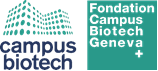 campus
biotech
Fondation
Campus
Biotech
Geneva
+